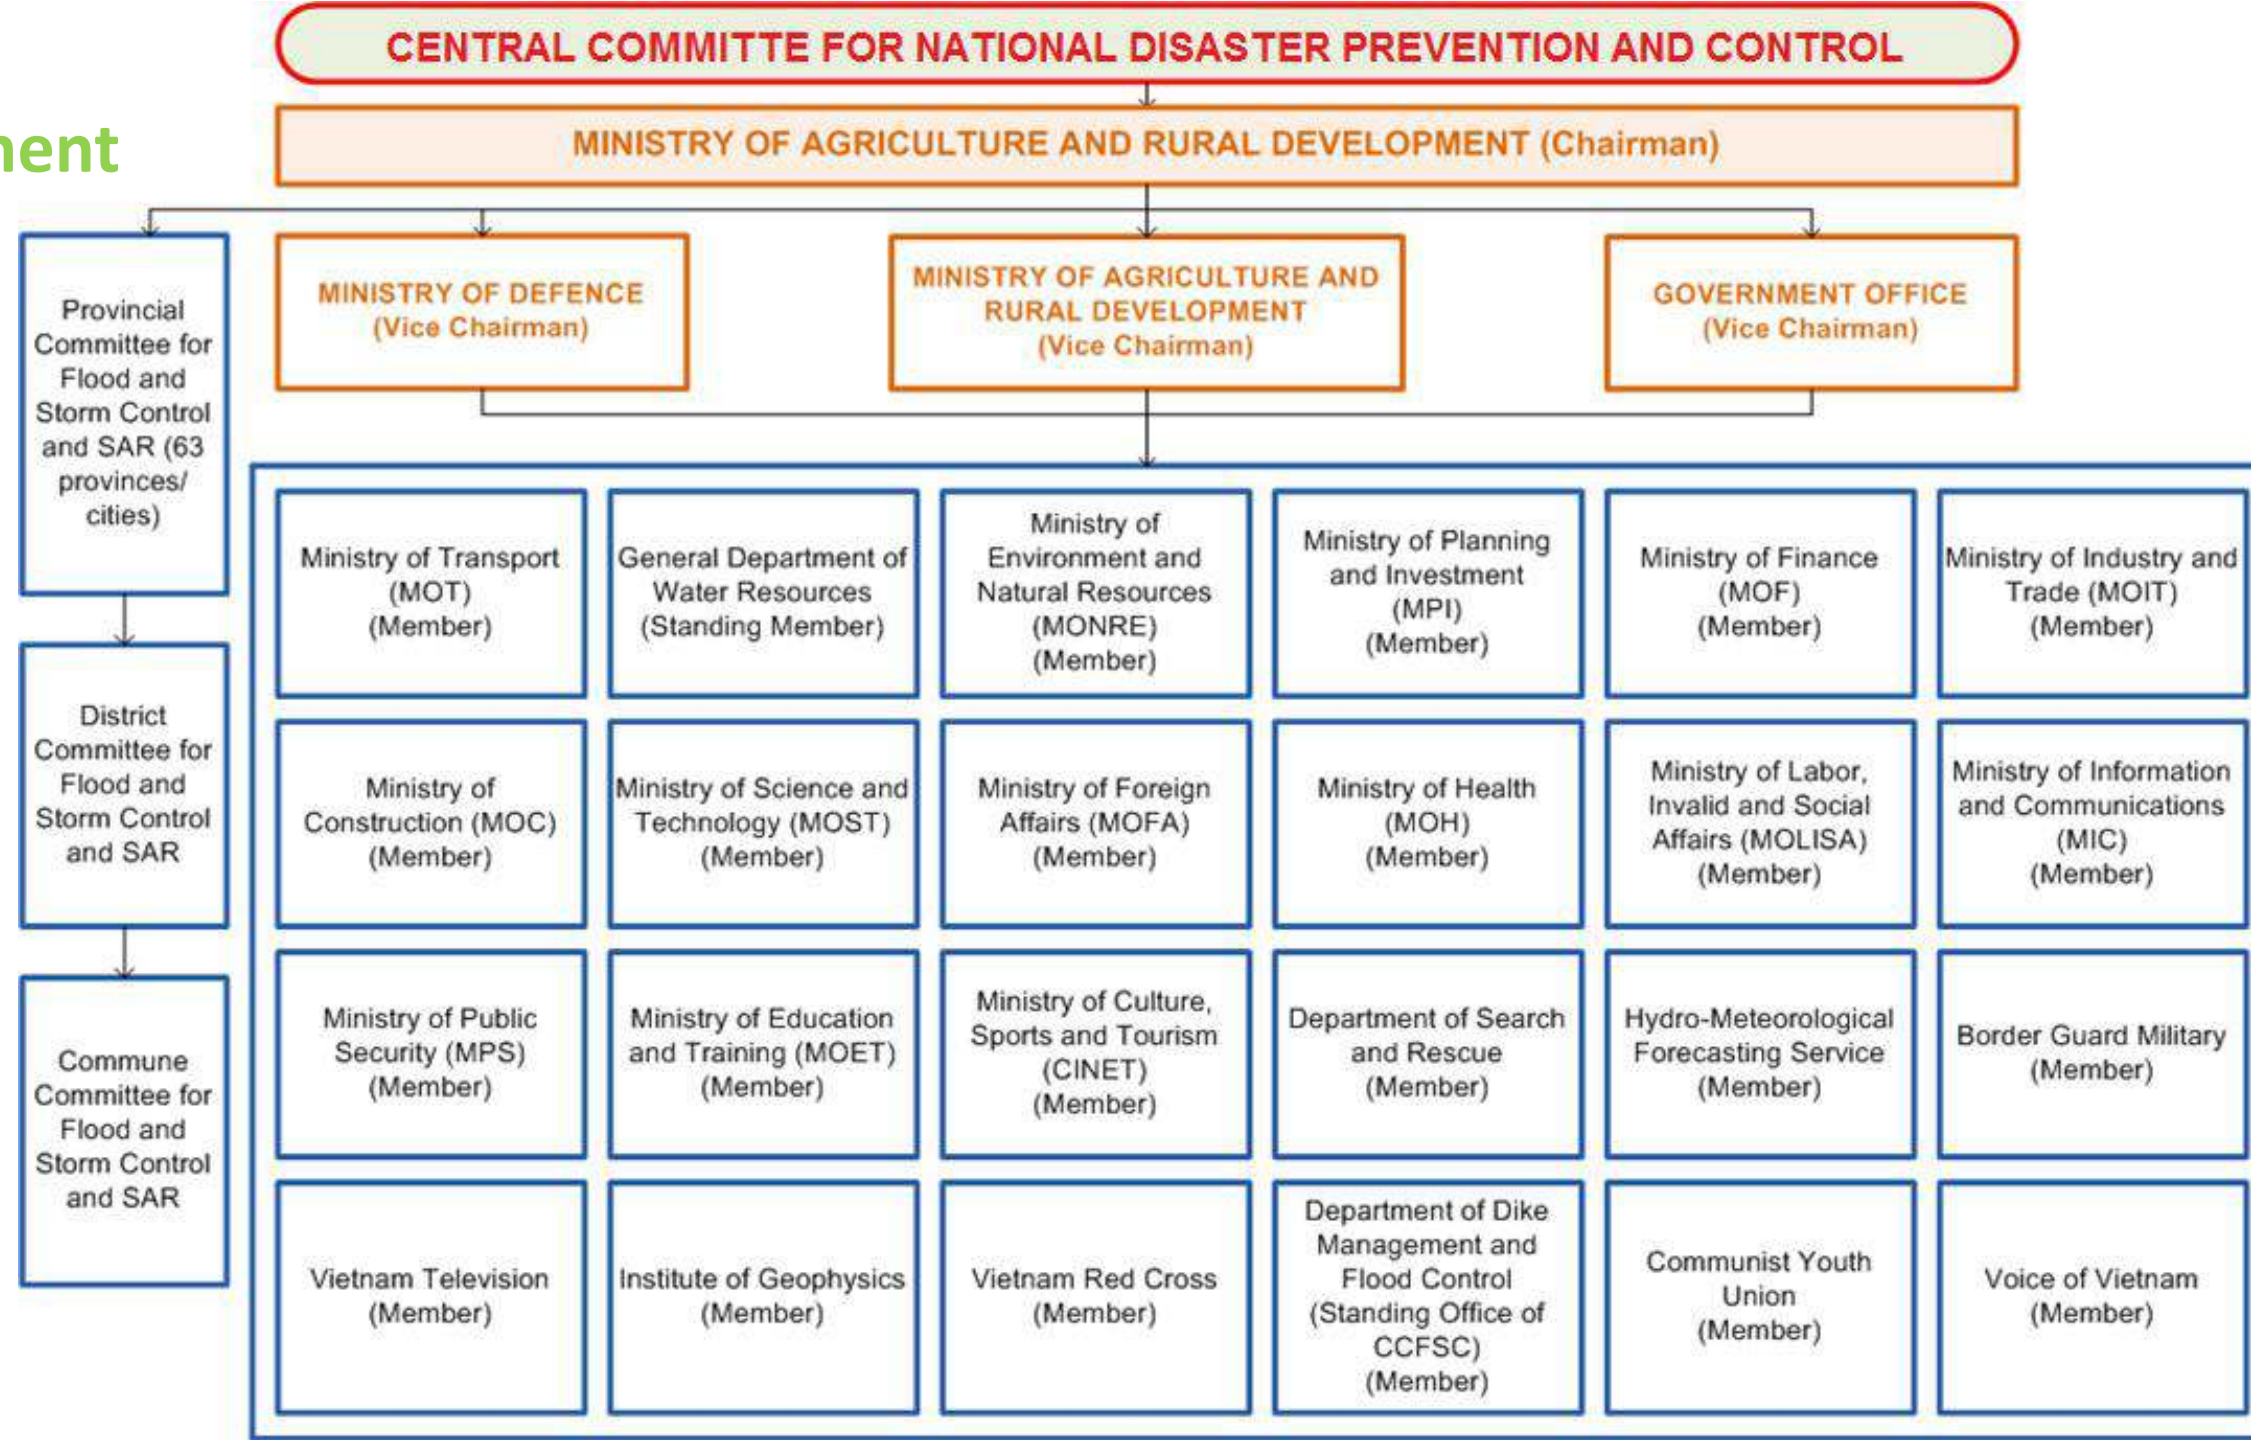 CENTRAL COMMITTE FOR NATIONAL DISASTER PREVENTION AND CONTROL
MINISTRY OF AGRICULTURE AND RURAL DEVELOPMENT (Chairman)
Provincial
Committee for
Flood and
Storm Control
and SAR (63
provinces/
cities)
MINISTRY OF DEFENCE
(Vice Chairman)
MINISTRY OF AGRICULTURE AND
RURAL DEVELOPMENT
(Vice Chairman)
GOVERNMENT OFFICE
(Vice Chairman)
District
Committee for
Flood and
Storm Control
and SAR
Commune
Committee for
Flood and
Storm Control
and SAR
Ministry of Transport
(MOT)
(Member)
General Department of
Water Resources
(Standing Member)
Ministry of
Environment and
Natural Resources
(MONRE)
(Member)
Ministry of Planning
and Investment
(MPI)
(Member)
Ministry of Finance
(MOF)
(Member)
Ministry of Industry and
Trade (MOIT)
(Member)
Ministry of
Construction (MOC)
(Member)
Ministry of Science and
Technology (MOST)
(Member)
Ministry of Foreign
Affairs (MOFA)
(Member)
Ministry of Health
(MOH)
(Member)
Ministry of Labor,
Invalid and Social
Affairs (MOLISA)
(Member)
Ministry of Information
and Communications
(MIC)
(Member)
Ministry of Public
Security (MPS)
(Member)
Ministry of Education
and Training (MOET)
(Member)
Ministry of Culture,
Sports and Tourism
(CINET)
(Member)
Department of Search
and Rescue
(Member)
Hydro-Meteorological
Forecasting Service
(Member)
Border Guard Military
(Member)
Vietnam Television
(Member)
Institute of Geophysics
(Member)
Vietnam Red Cross
(Member)
Department of Dike
Management and
Flood Control
(Standing Office of
CCFSC)
(Member)
Communist Youth
Union
(Member)
Voice of Vietnam
(Member)